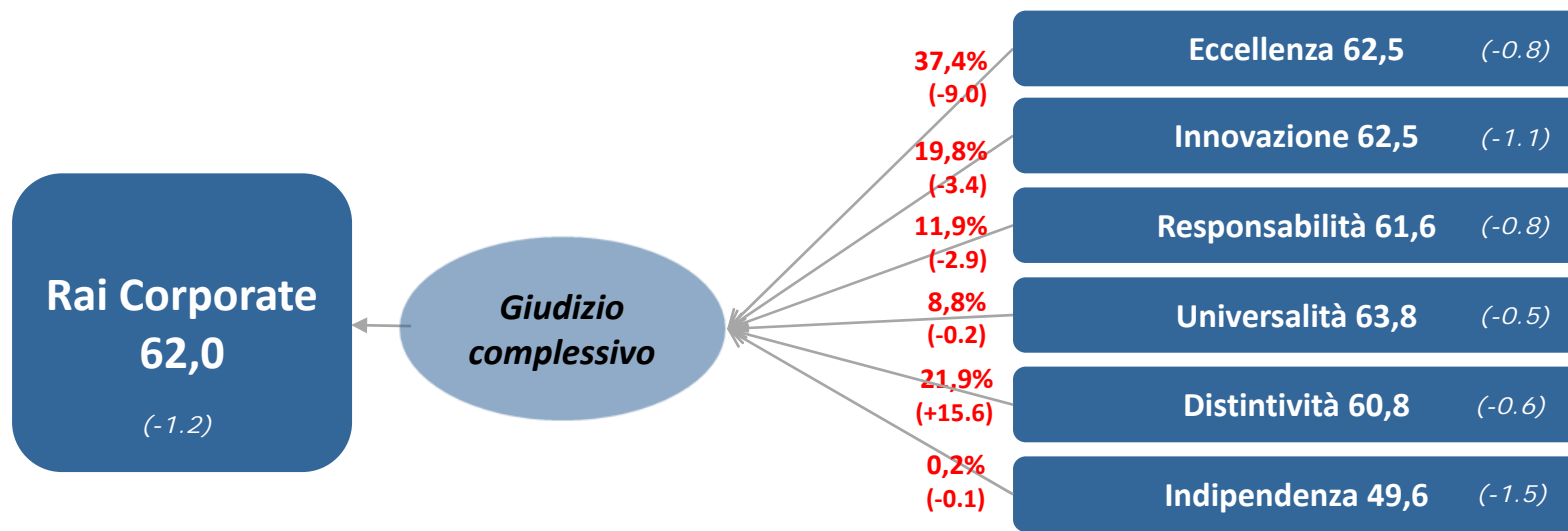 Rai Corporate
62,0
(-1.2)
Giudizio
complessivo
37,4%
(-9.0)
19,8%
(-3.4)
11,9%
(-2.9)
8,8%
(-0.2)
21,9%
(+15.6)
0,2%
(-0.1)
Eccellenza 62,5 (-0.8)
Innovazione 62,5 (-1.1)
Responsabilità 61,6 (-0.8)
Universalità 63,8 (-0.5)
Distintività 60,8 (-0.6)
Indipendenza 49,6 (-1.5)